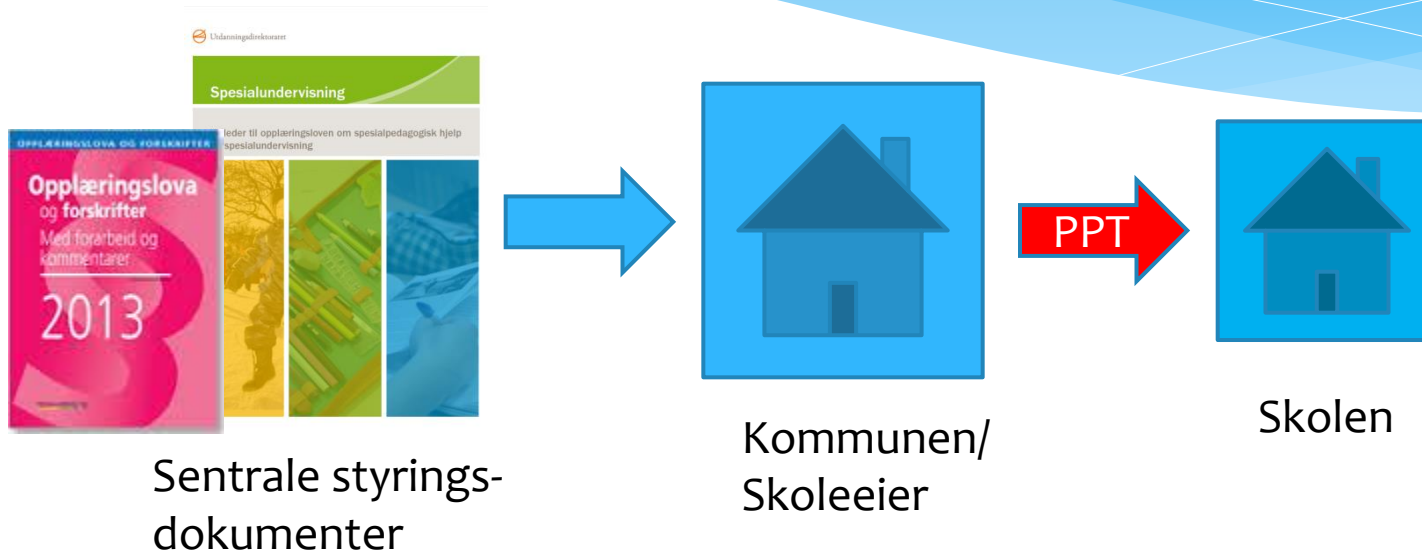 Utdanningsdirektoratet
Spesialundervisning
leder til opplæringsloven om spesialpedagogisk hjelp
spesialundervisning
OPPLÆRINGSLOVA OG FORSKRIFTER
Opplæringslova
og forskrifter
Med forarbeid og
kommentarer
2013
PPT
Sentrale styrings-
dokumenter
Kommunen/
Skoleeier
Skolen